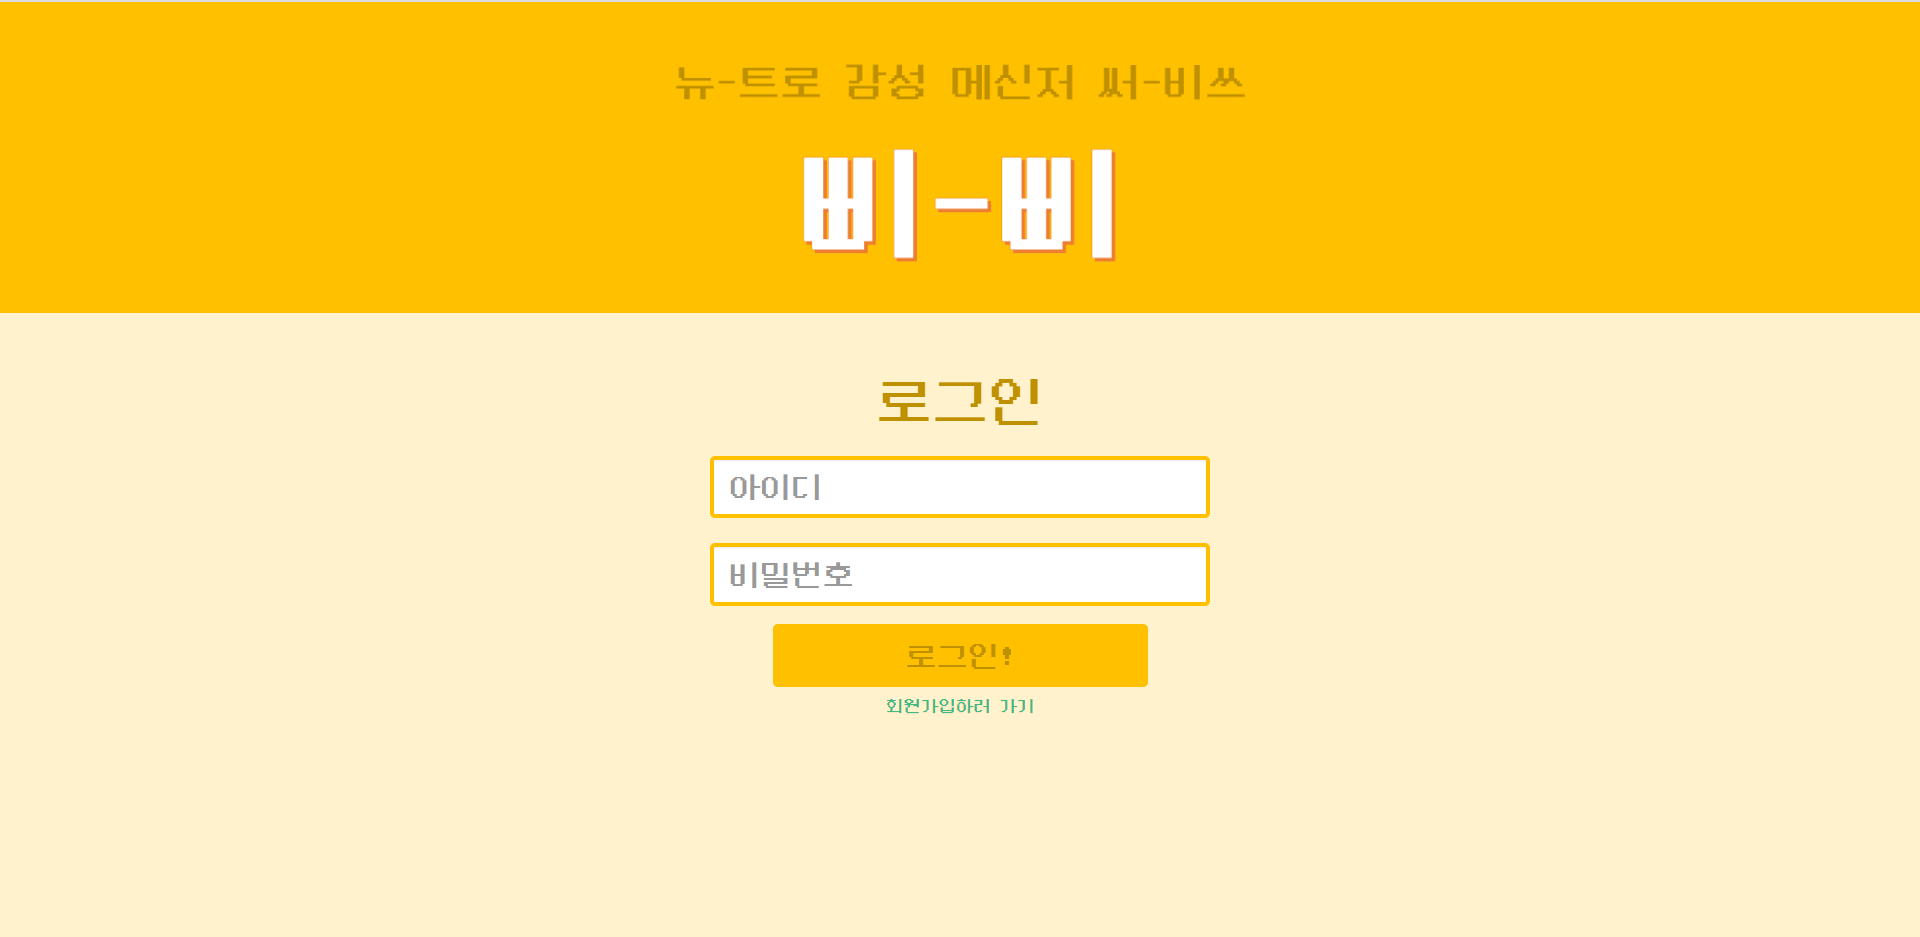 뉴-트로 감성 메신저 써-비쓰
삐-삐
로그인
아이디
비밀번호
로그인!
회원가입하러 가기